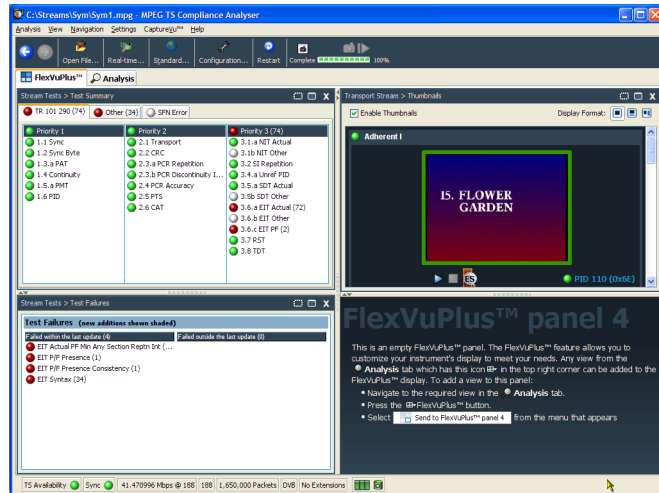 C:\Streams\Sym\Sym1.mpg - MPEG TS Compliance Analyser
Analysis View Navigation Settings CaptureVu™ Help
Open File... Real-time... Standard... Configuration... Restart Complete 100%
FlexVuPlus™ Analysis
Stream Tests > Test Summary
TR 101 290 (74) Other (34) SFN Error
Priority 1
1.1 Sync
1.2 Sync Byte
1.3.a PAT
1.4 Continuity
1.5.a PMT
1.6 PID
Priority 2
2.1 Transport
2.2 CRC
2.3.a PCR Repetition
2.3.b PCR Discontinuity I...
2.4 PCR Accuracy
2.5 PTS
2.6 CAT
Priority 3 (74)
3.1.a NIT Actual
3.1b NIT Other
3.2 SI Repetition
3.4.a Unref PID
3.5.a SDT Actual
3.5b SDT Other
3.6.a EIT Actual (72)
3.6.b EIT Other
3.6.c EIT PF (2)
3.7 RST
3.8 TDT
Transport Stream > Thumbnails
Enable Thumbnails Display Format:
Adherent I
15. FLOWER
GARDEN
ES PID 110 (0x6E)
Stream Tests > Test Failures
Test Failures (new additions shown shaded)
Failed within the last update (4) Failed outside the last update (0)
EIT Actual PF Min Any Section Reptn Int (...
EIT P/F Presence (1)
EIT P/F Presence Consistency (1)
EIT Syntax (34)
FlexVuPlus™ panel 4
This is an empty FlexVuPlus™ panel. The FlexVuPlus™ feature allows you to
customize your instrument's display to meet your needs. Any view from the
Analysis tab which has this icon in the top right corner can be added to the
FlexVuPlus™ display. To add a view to this panel:
• Navigate to the required view in the Analysis tab.
• Press the FlexVuPlus™ button.
• Select Send to FlexVuPlus™ panel 4 from the menu that appears
TS Availability Sync 41.470996 Mbps @ 188 188 1,650,000 Packets DVB No Extensions